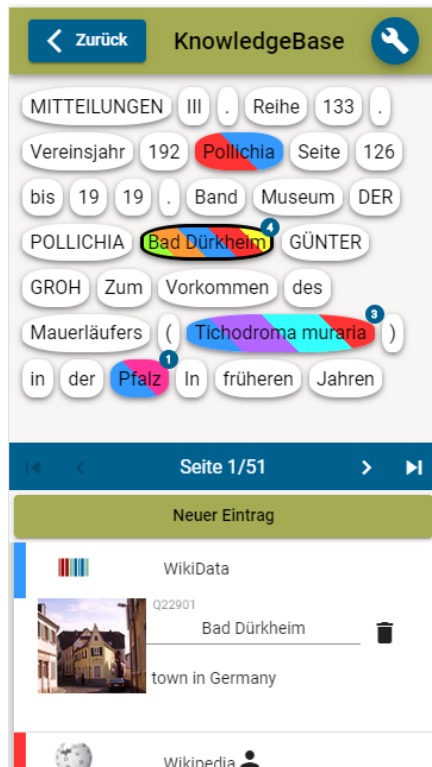 Zurück KnowledgeBase
MITTEILUNGEN III . Reihe 133 .
Vereinsjahr 192 Pollichia Seite 126
bis 19 19 . Band Museum DER
POLLICHIA Bad Dürkheim 4 GÜNTER
GROH Zum Vorkommen des
Mauerläufers ( Tichodroma muraria 3 )
in der Pfalz 1 In früheren Jahren
Seite 1/51
Neuer Eintrag
WikiData
Q22901
Bad Dürkheim
town in Germany
Wikipedia